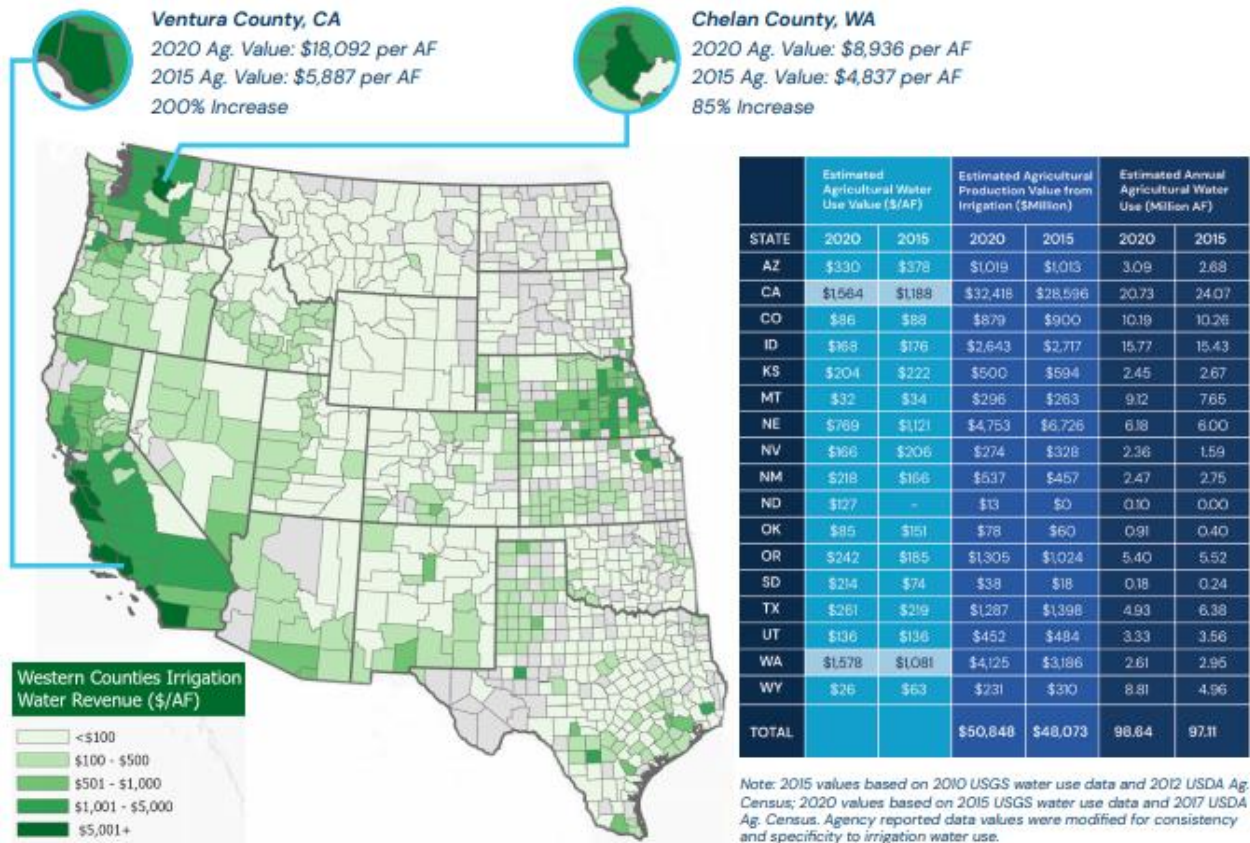 Ventura County, CA
2020 Ag. Value: $18,092 per AF
2015 Ag. Value: $5,887 per AF
200% Increase
Chelan County, WA
2020 Ag. Value: $8,936 per AF
2015 Ag. Value: $4,837 per AF
85% Increase
Western Counties Irrigation
Water Revenue ($/AF)
<$100
$100 - $500
$501 - $1,000
$1,001 - $5,000
$5,001+
Estimated Agricultural Water Use Value ($/AF) Estimated Agricultural Production Value from Irrigation ($Million) Estimated Annual Agricultural Water Use (Million AF)
STATE 2020 2015 2020 2015 2020 2015
AZ $330 $378 $1,019 $1,013 3.09 2.68
CA $1,564 $1,188 $32,418 $28,596 20.73 24.07
CO $86 $88 $879 $900 10.19 10.26
ID $168 $176 $2,643 $2,717 15.77 15.43
KS $204 $222 $500 $594 2.45 2.67
MT $32 $34 $296 $263 9.12 7.65
NE $769 $1,121 $4,753 $6,726 6.18 6.00
NV $166 $206 $274 $328 2.36 1.59
NM $218 $166 $537 $457 2.47 2.75
ND $127 - $13 $0 0.10 0.00
OK $85 $151 $78 $60 0.91 0.40
OR $242 $185 $1,305 $1,024 5.40 5.52
SD $214 $74 $38 $18 0.18 0.24
TX $261 $219 $1,287 $1,398 4.93 6.38
UT $136 $136 $452 $484 3.33 3.56
WA $1,578 $1,081 $4,125 $3,186 2.61 2.95
WY $26 $63 $231 $310 8.81 4.96
TOTAL $50,848 $48,073 98.64 97.11
Note: 2015 values based on 2010 USGS water use data and 2012 USDA Ag.
Census; 2020 values based on 2015 USGS water use data and 2017 USDA
Ag. Census. Agency reported data values were modified for consistency
and specificity to irrigation water use.